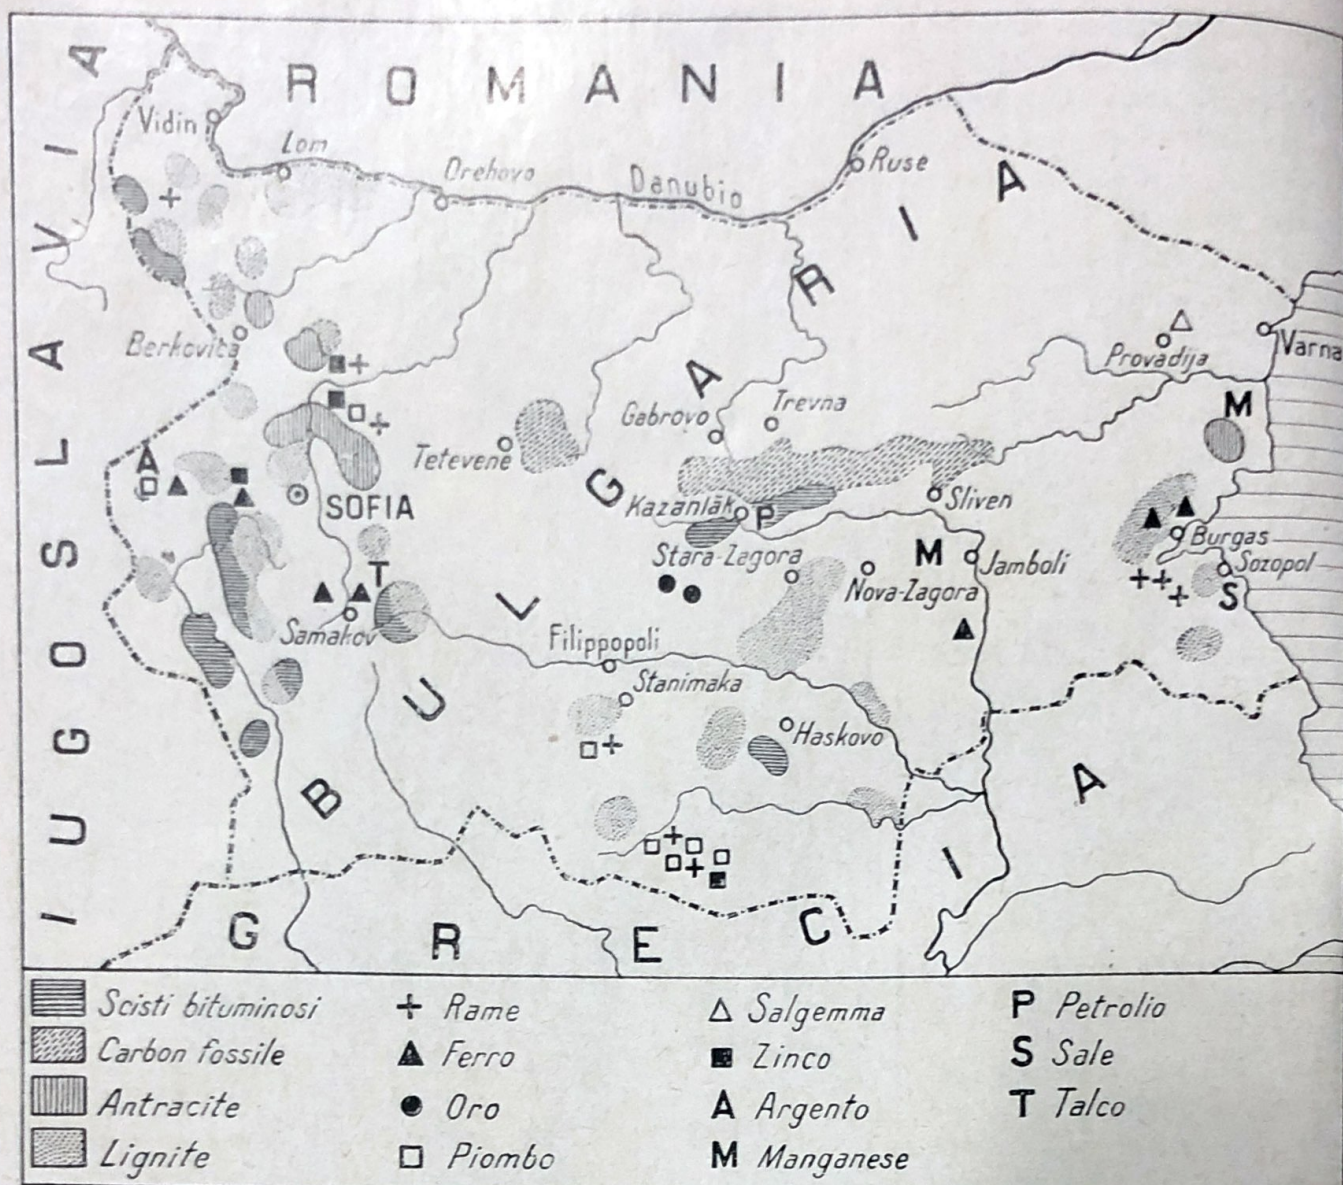 ROMANIA
IUGOSLAVIA
BULGARIA
GRECIA
Vidin
Lom
Orehovo
Danubio
Ruse
Berkovita
Provadija
Varna
Gabrovo
Trevna
Tetevene
M
A
SOFIA
Kazanlăk
P
Sliven
Burgas
Stara-Zagora
M
Jamboli
Sozopol
T
Nova-Zagora
S
Samakov
Filippopoli
Stanimaka
Haskovo
Scisti bituminosi + Rame △ Salgemma P Petrolio
Carbon fossile ▲ Ferro ■ Zinco S Sale
Antracite ● Oro A Argento T Talco
Lignite □ Piombo M Manganese